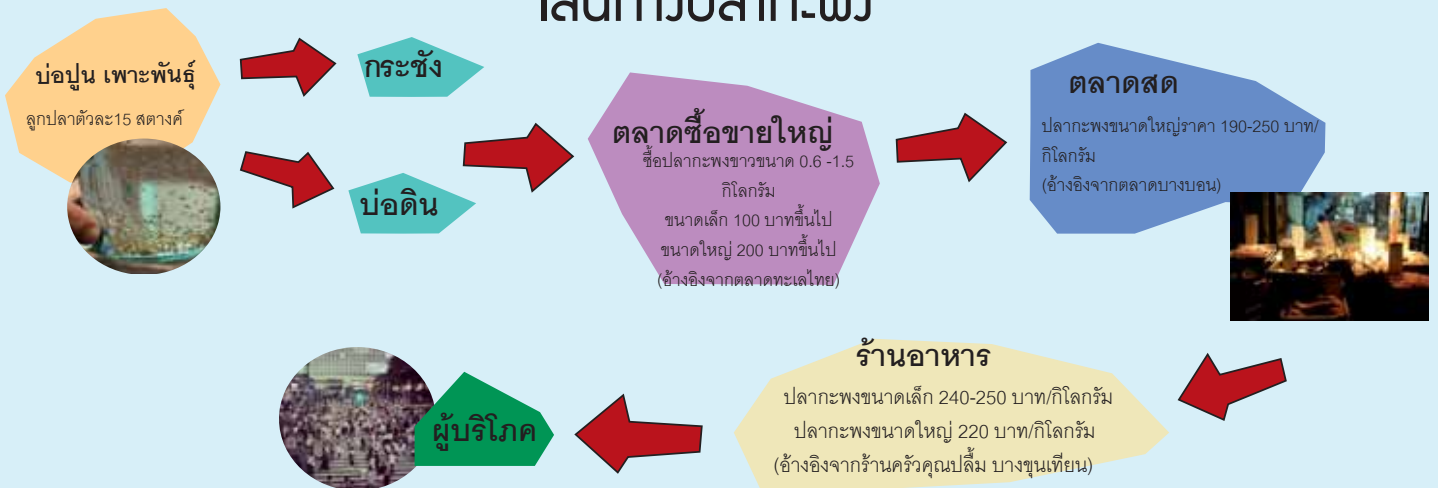 เส้นทางปลากะพง
บ่อปูน เพาะพันธุ์
ลูกปลาตัวละ15 สตางค์
กระชัง
บ่อดิน
ตลาดซื้อขายใหญ่
ซื้อปลากะพงขาวขนาด 0.6 -1.5
กิโลกรัม
ขนาดเล็ก 100 บาทขึ้นไป
ขนาดใหญ่ 200 บาทขึ้นไป
(อ้างอิงจากตลาดทะเลไทย)
ตลาดสด
ปลากะพงขนาดใหญ่ราคา 190-250 บาท/
กิโลกรัม
(อ้างอิงจากตลาดบางบอน)
ร้านอาหาร
ปลากะพงขนาดเล็ก 240-250 บาท/กิโลกรัม
ปลากะพงขนาดใหญ่ 220 บาท/กิโลกรัม
(อ้างอิงจากร้านครัวคุณปลื้ม บางขุนเทียน)
ผู้บริโภค